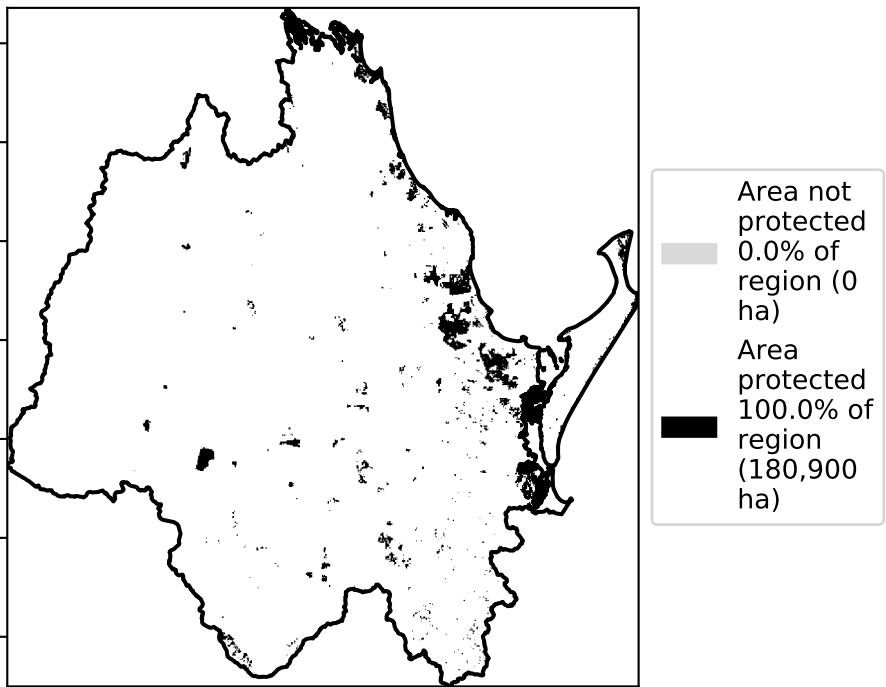 Area not
protected
0.0% of
region (0
ha)
Area
protected
100.0% of
region
(180,900
ha)